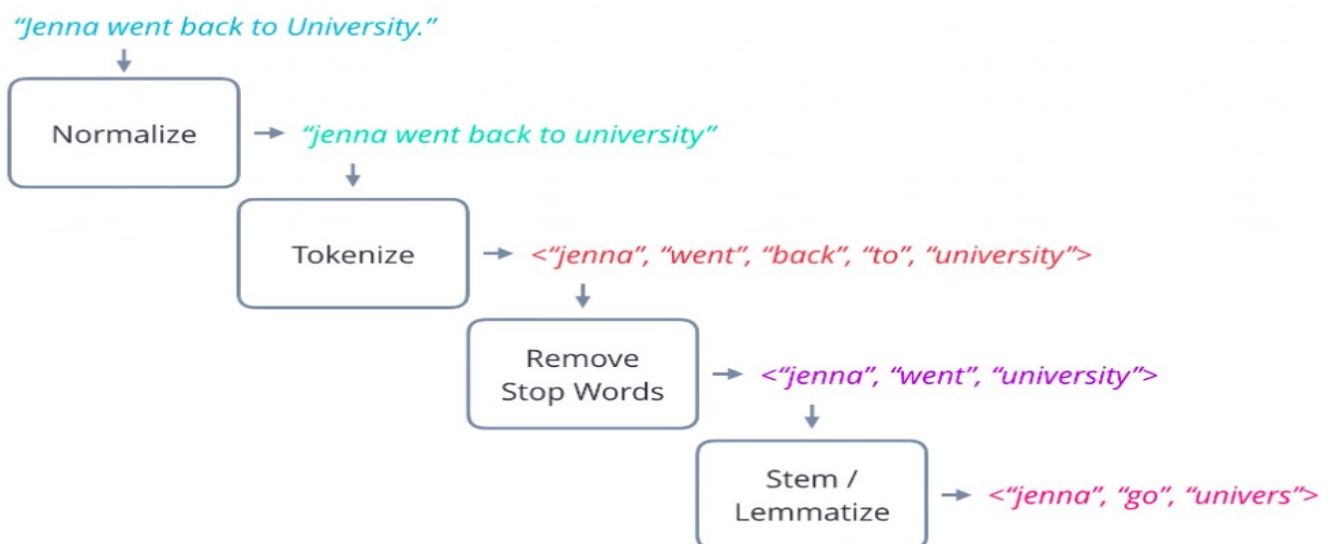 “Jenna went back to University.”
Normalize
“jenna went back to university”
Tokenize
<“jenna”, “went”, “back”, “to”, “university”>
Remove
Stop Words
<“jenna”, “went”, “university”>
Stem /
Lemmatize
<“jenna”, “go”, “univers”>